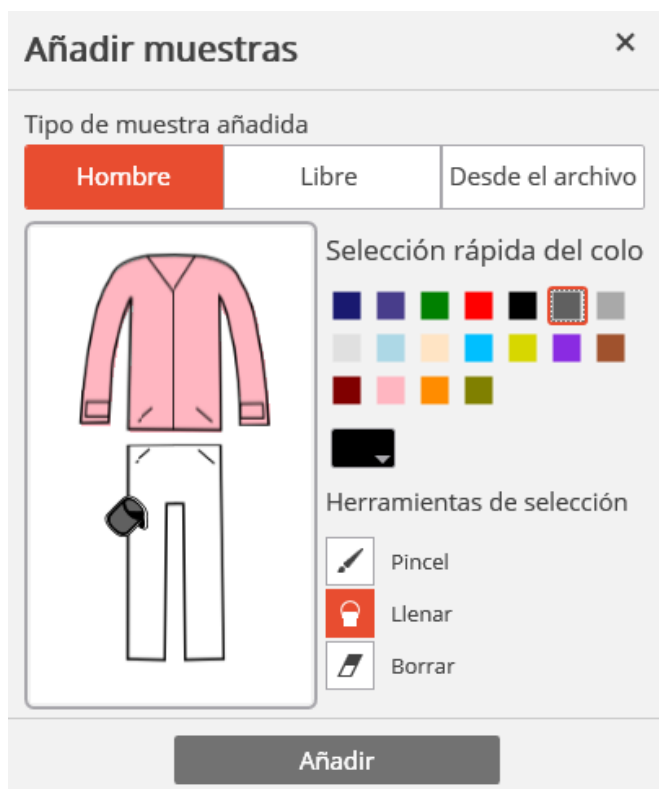 Añadir muestras
Tipo de muestra añadida
Hombre
Libre
Desde el archivo
Selección rápida del colo
Herramientas de selección
Pincel
Llenar
Borrar
Añadir